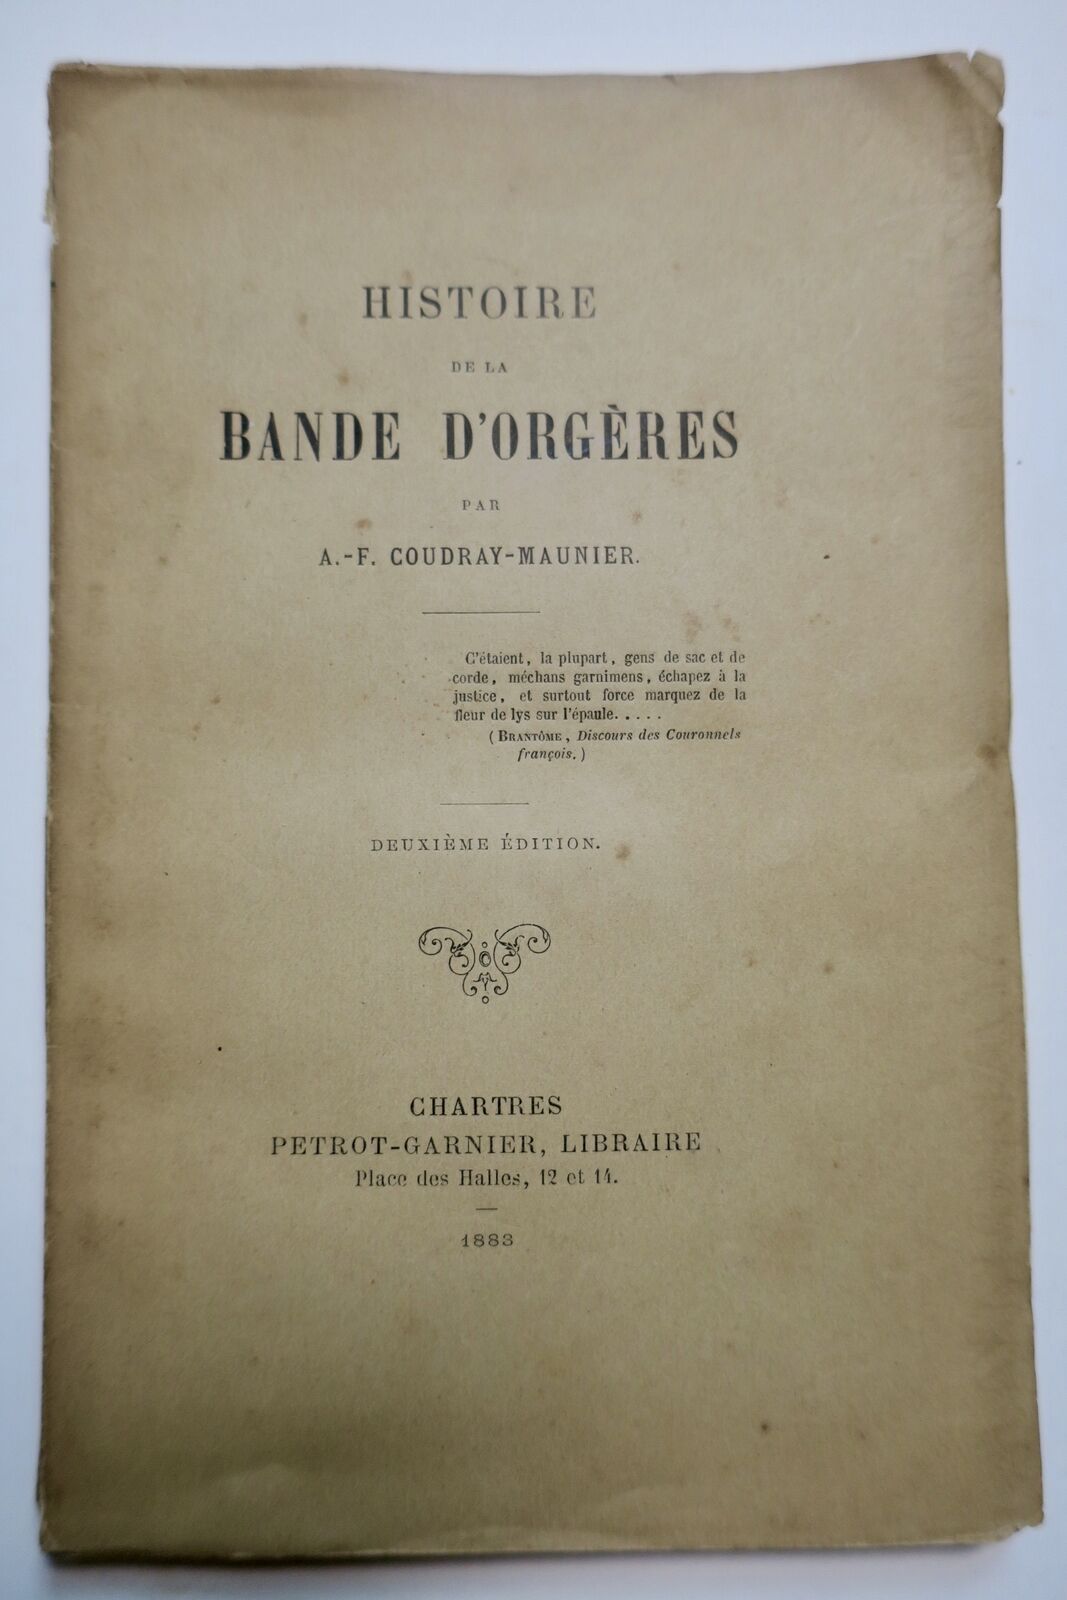 HISTOIRE
DE LA
BANDE D'ORGÈRES
PAR
A.-F. COUDRAY-MAUNIER.
C'étaient, la plupart, gens de sac et de
corde, méchans garnimens, échapez à la
justice, et surtout force marquez de la
fleur de lys sur l'épaule. . . . .
(BRANTÔME, Discours des Couronnels
françois.)
DEUXIÈME ÉDITION.
CHARTRES
PETROT-GARNIER, LIBRAIRE
Place des Halles, 12 et 14.
1883